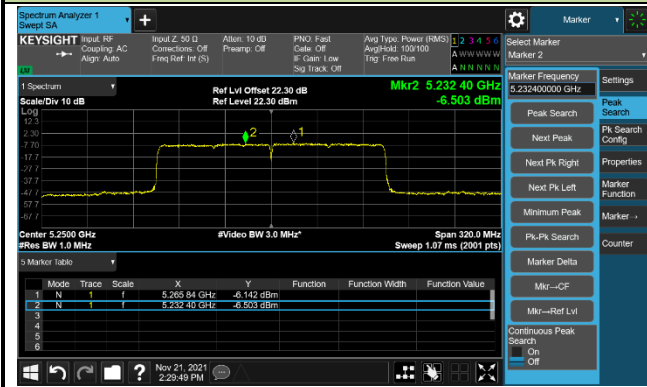 Spectrum Analyzer 1
Swept SA
+
Marker
KEYSIGHT
Input: RF
Coupling: AC
Align: Auto
Input Z: 50 Ω
Corrections: Off
Freq Ref: Int (S)
Atten: 10 dB
Preamp: Off
PNO: Fast
Gate: Off
IF Gain: Low
Sig Track: Off
Avg Type: Power (RMS)
Avg|Hold: 100/100
Trig: Free Run
1 2 3 4 5 6
A W W W W W
A N N N N N
LW
Select Marker
Marker 2
1 Spectrum
Scale/Div 10 dB
Ref Lvl Offset 22.30 dB
Ref Level 22.30 dBm
Mkr2 5.232 40 GHz
-6.503 dBm
Log
12.3
2.30
-7.70
-17.7
-27.7
-37.7
-47.7
-57.7
-67.7
2
1
Center 5.2500 GHz
#Res BW 1.0 MHz
#Video BW 3.0 MHz*
Span 320.0 MHz
Sweep 1.07 ms (2001 pts)
5 Marker Table
Mode Trace Scale X Y Function Function Width Function Value
1 N 1 f 5.265 84 GHz -6.142 dBm
2 N 1 f 5.232 40 GHz -6.503 dBm
3
4
5
6
Marker Frequency
5.232400000 GHz
Peak Search
Next Peak
Next Pk Right
Next Pk Left
Minimum Peak
Pk-Pk Search
Marker Delta
Mkr→CF
Mkr→Ref Lvl
Continuous Peak
Search
On
Off
Settings
Peak
Search
Pk Search
Config
Properties
Marker
Function
Marker→
Counter
?
Nov 21, 2021
2:29:49 PM